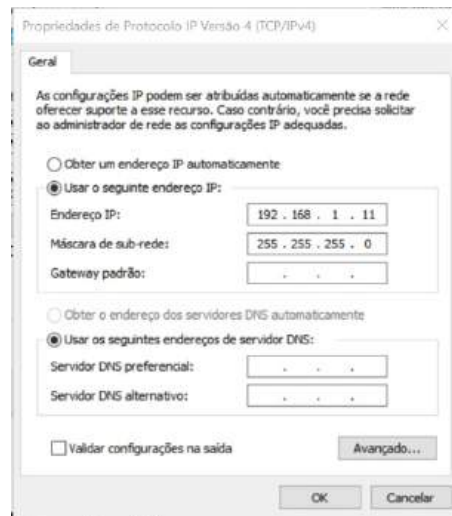 Propriedades de Protocolo IP Versão 4 (TCP/IPv4)
Geral
As configurações IP podem ser atribuídas automaticamente se a rede
oferecer suporte a esse recurso. Caso contrário, você precisa solicitar
ao administrador de rede as configurações IP adequadas.
Obter um endereço IP automaticamente
Usar o seguinte endereço IP:
Endereço IP: 192 . 168 . 1 . 11
Máscara de sub-rede: 255 . 255 . 255 . 0
Gateway padrão: . . .
Obter o endereço dos servidores DNS automaticamente
Usar os seguintes endereços de servidor DNS:
Servidor DNS preferencial: . . .
Servidor DNS alternativo: . . .
Validar configurações na saída
Avançado...
OK Cancelar